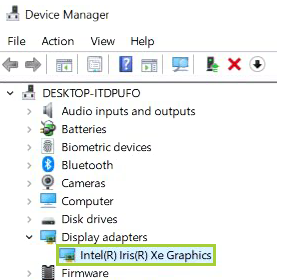 Device Manager
File Action View Help
DESKTOP-ITDPUFO
Audio inputs and outputs
Batteries
Biometric devices
Bluetooth
Cameras
Computer
Disk drives
Display adapters
Intel(R) Iris(R) Xe Graphics
Firmware